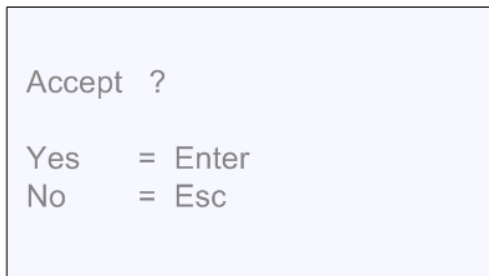 Accept ?
Yes = Enter
No = Esc